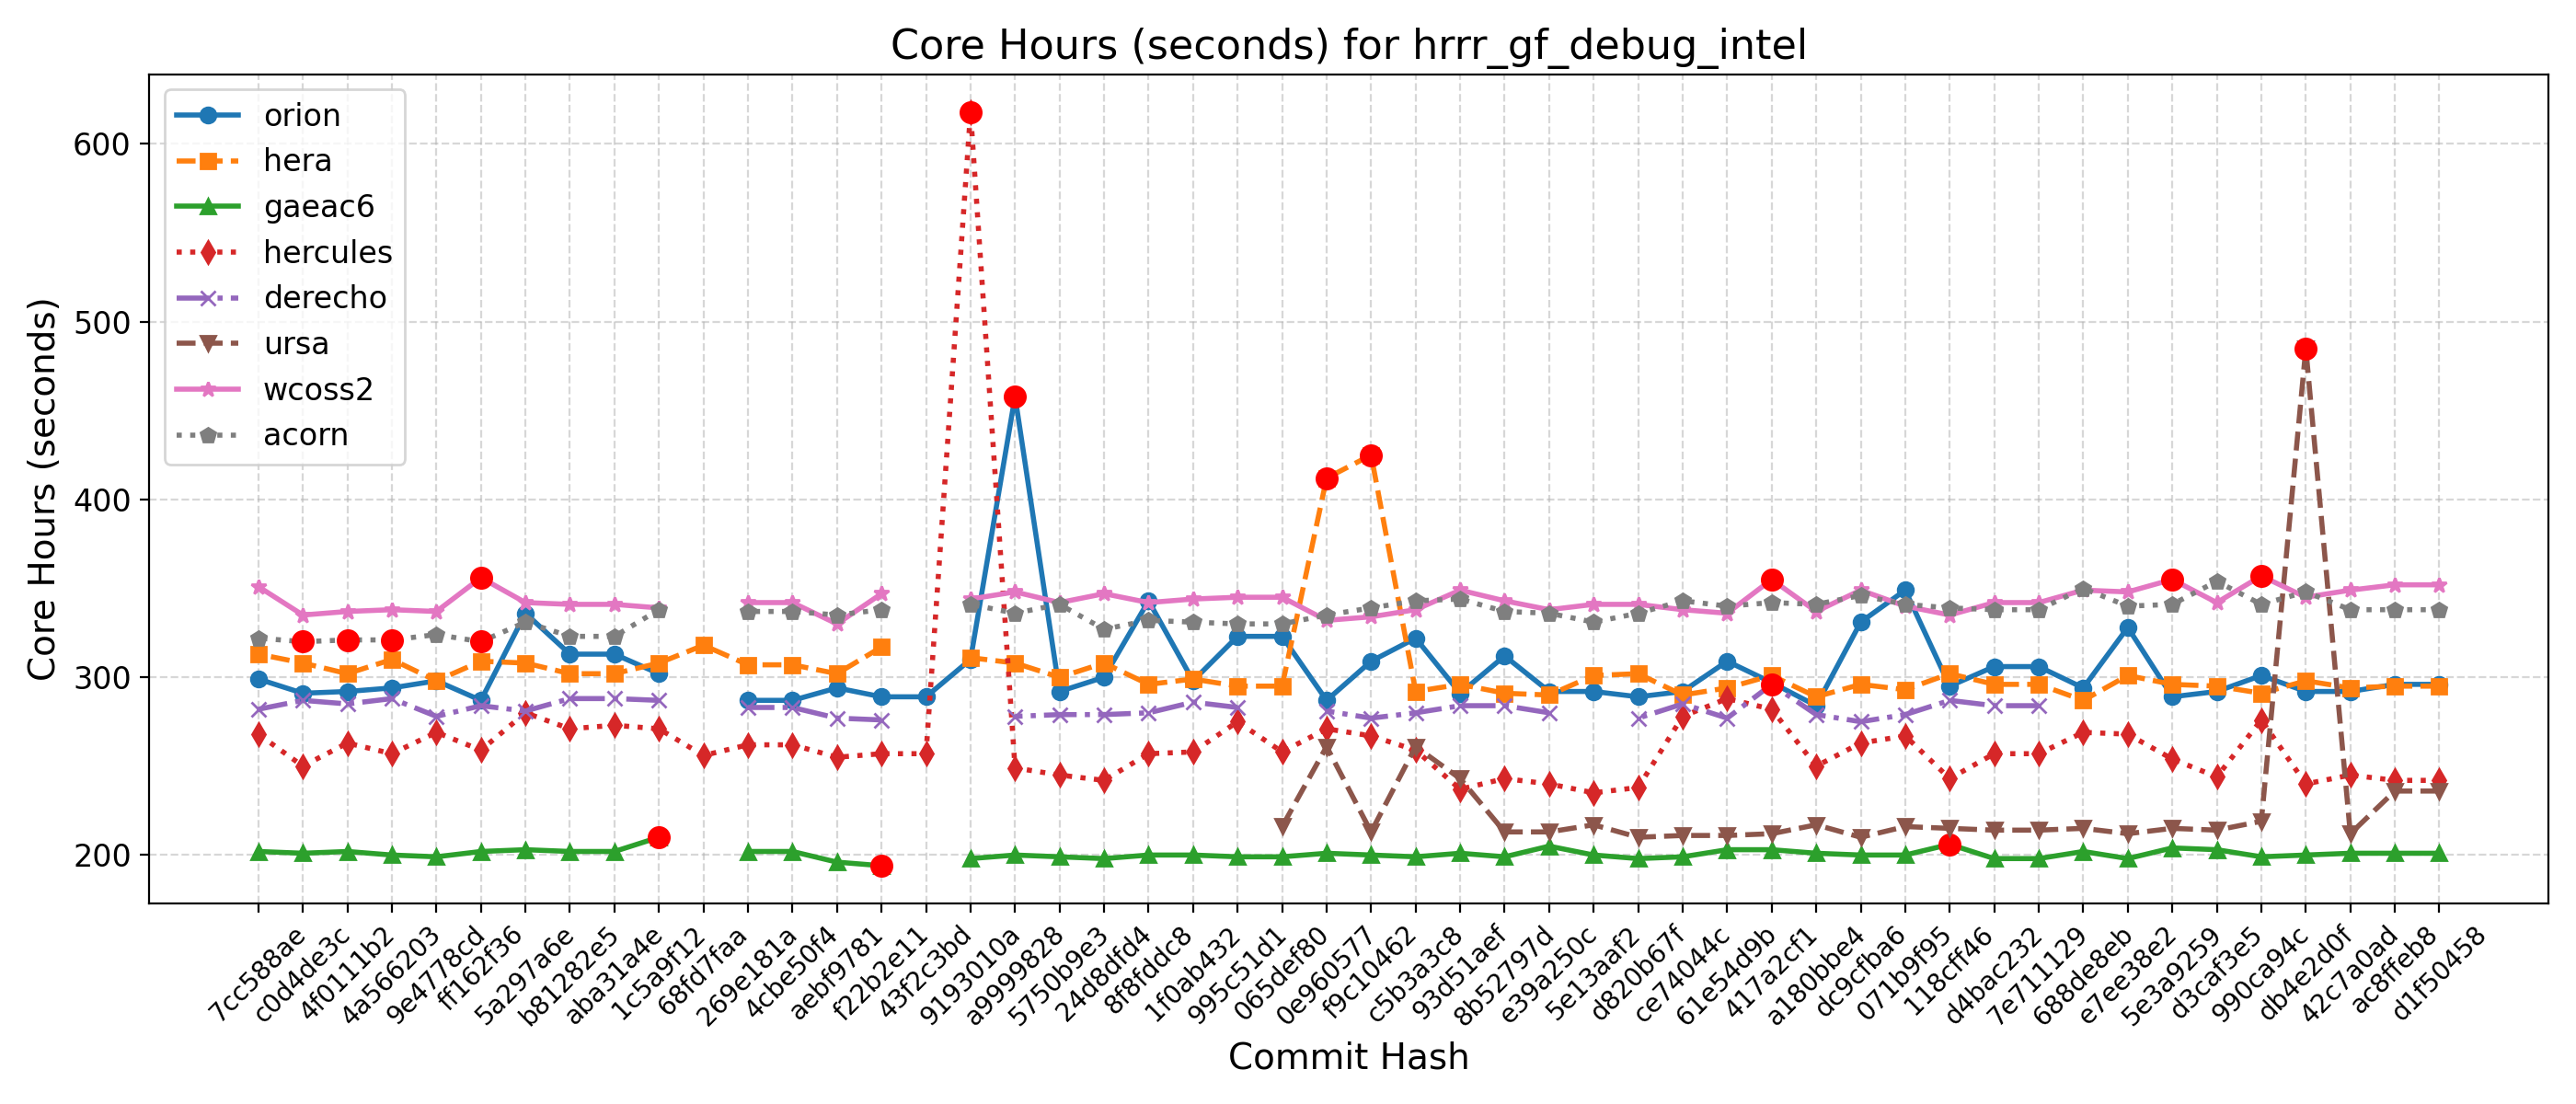 Core Hours (seconds) for hrrr_gf_debug_intel
Core Hours (seconds)
600
500
400
300
200
orion
hera
gaeac6
hercules
derecho
ursa
wcoss2
acorn
7cc588ae
c0d4de3c
4f0111b2
4a566203
9e4778cd
ff162f36
5a297a6e
b81282e5
aba31a4e
1c5a9f12
68fd7faa
269e181a
4cbe50f4
aebf9781
f22b2e11
43f2c3bd
9193010a
a9999828
5750b9e3
24d8dfd4
8f8fddc8
1f0ab432
995c51d1
065def80
0e960577
f9c10462
c5b3a3c8
93d51aef
8b52797d
e39a250c
5e13aaf2
d820b67f
ce74044c
61e54d9b
417a2cf1
a180bbe4
dc9cfba6
071b9f95
118cff46
d4bac232
7e711129
688de8eb
e7ee38e2
5e3a9259
d3caf3e5
990ca94c
db4e2d0f
42c7a0ad
ac8ffeb8
d1f50458
Commit Hash